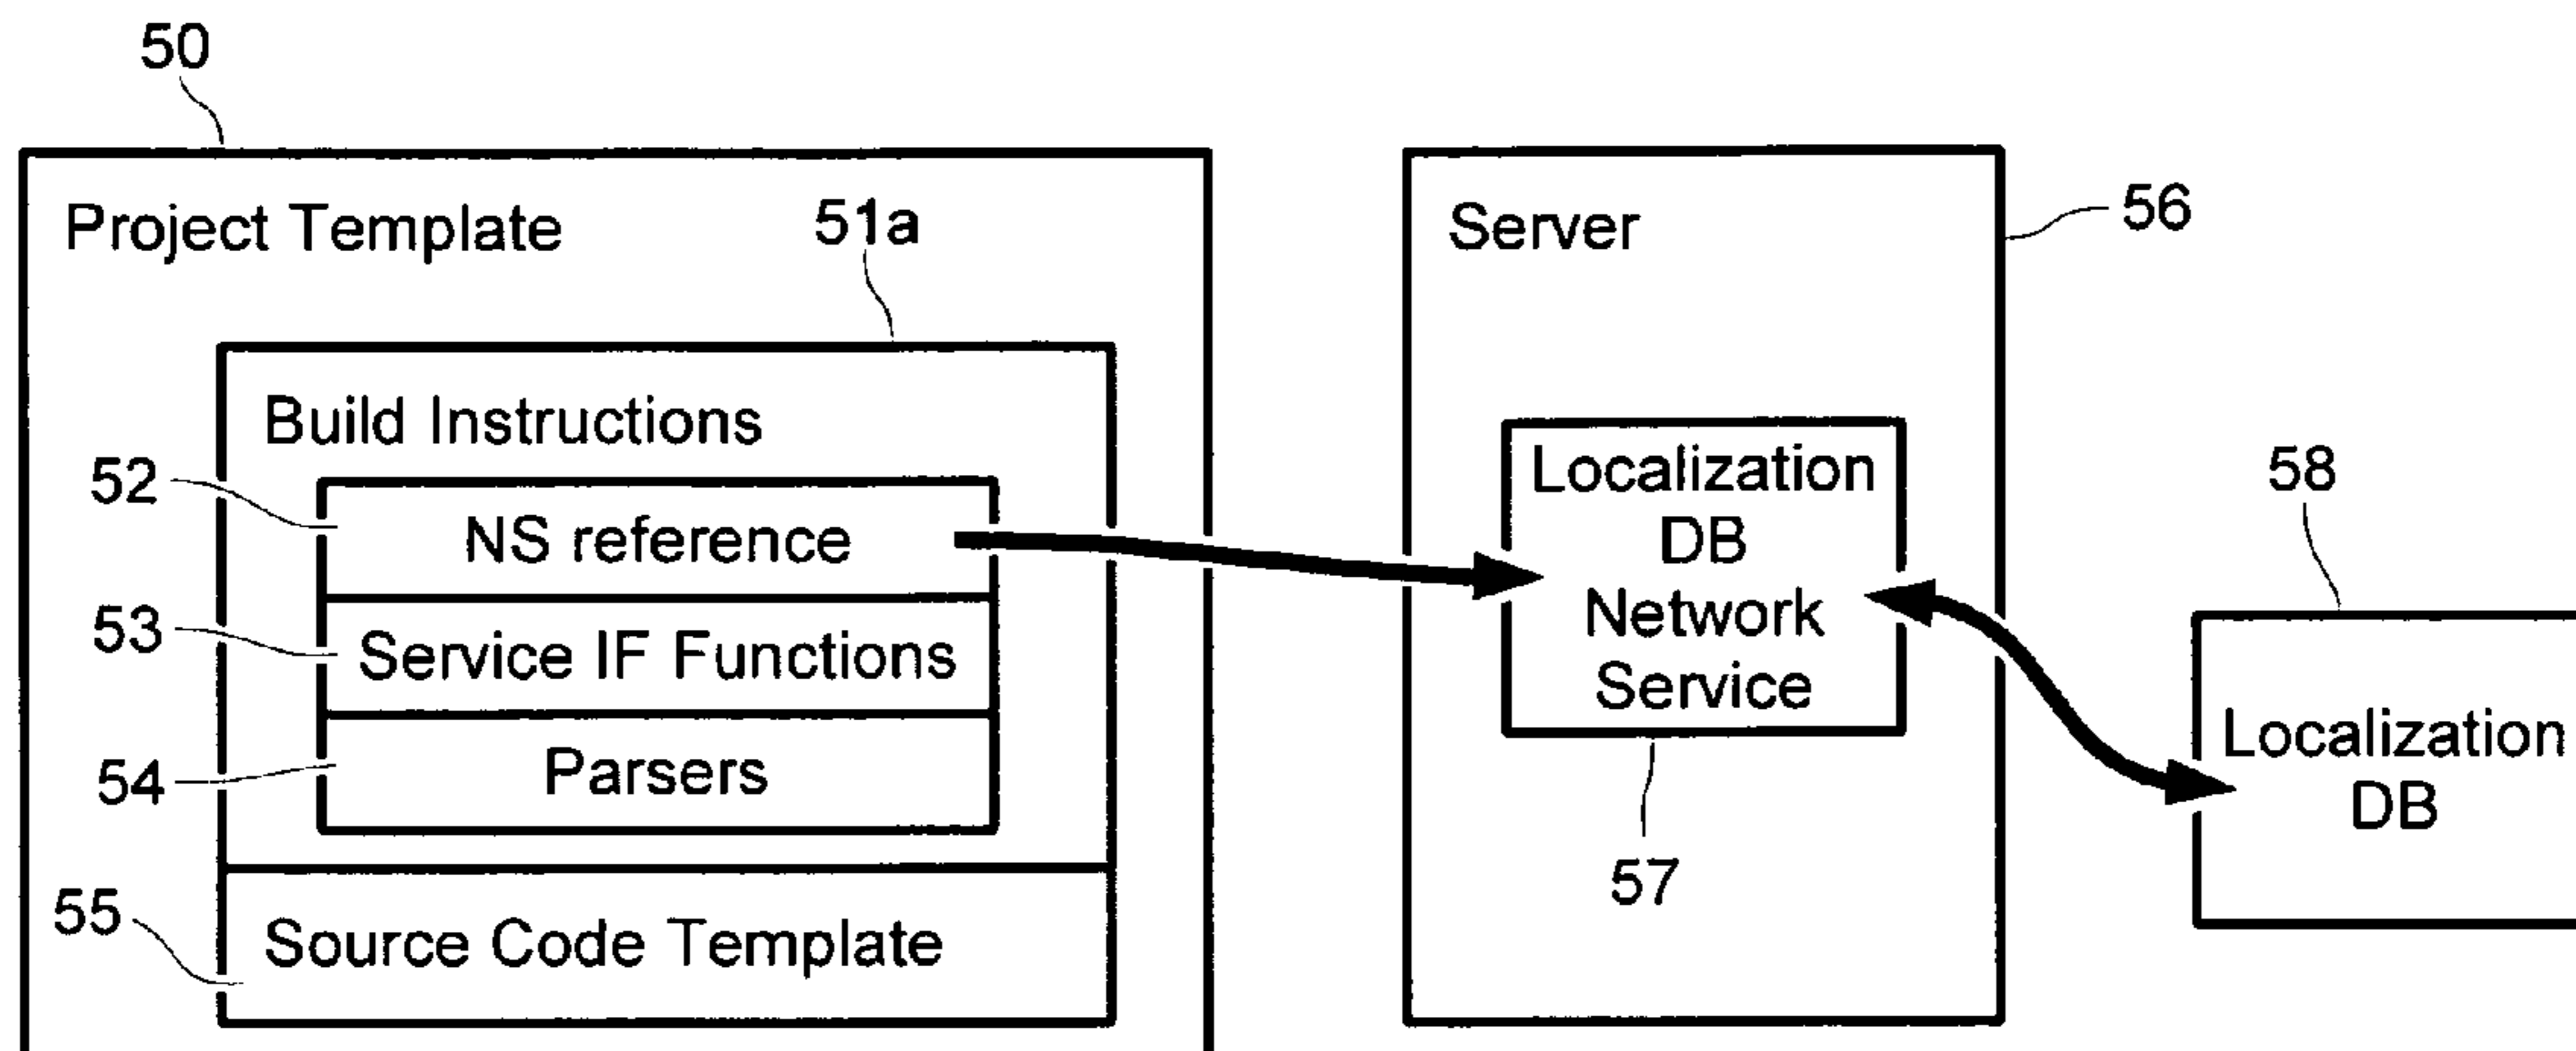 50
Project Template
51a
Build Instructions
52
NS reference
53
Service IF Functions
54
Parsers
55
Source Code Template
Server
56
Localization
DB
Network
Service
57
58
Localization
DB